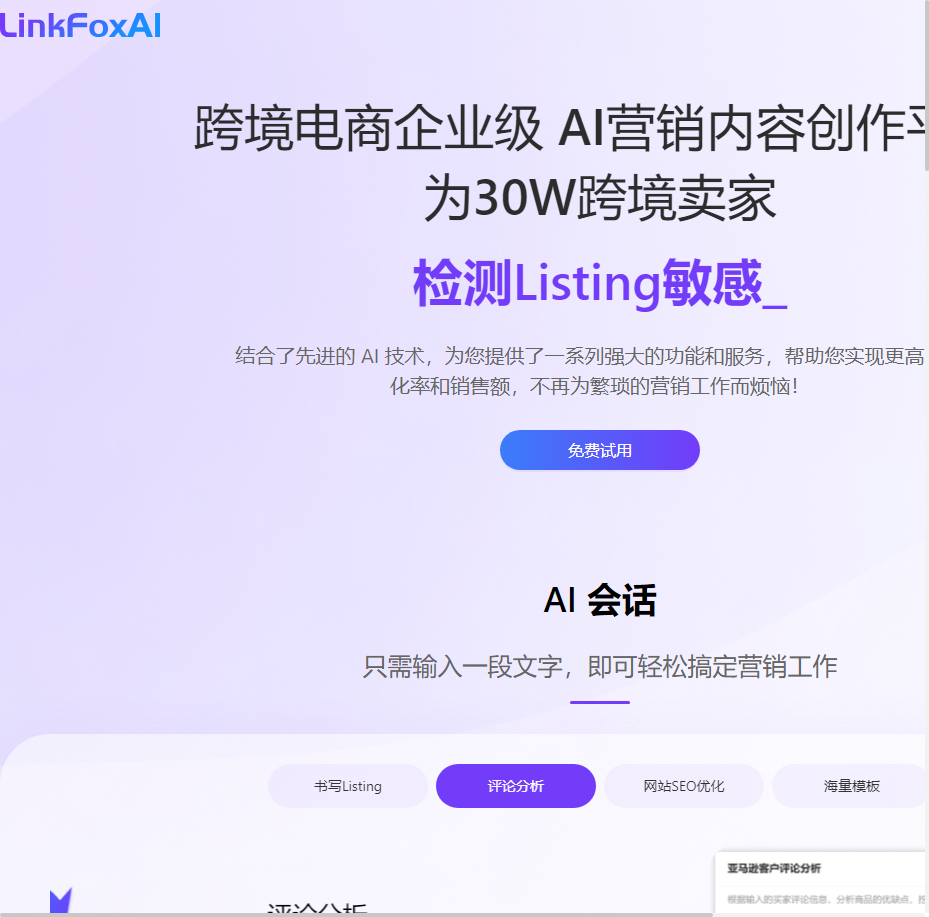 LinkFoxAI
跨境电商企业级 AI营销内容创作平
为30W跨境卖家
检测Listing敏感_
结合了先进的 AI 技术，为您提供了一系列强大的功能和服务，帮助您实现更高
化率和销售额，不再为繁琐的营销工作而烦恼！
免费试用
AI 会话
只需输入一段文字，即可轻松搞定营销工作
书写Listing
评论分析
网站SEO优化
海量模板
亚马逊客户评论分析
根据输入的买家评论信息，分析商品的优缺点，按
评论分析